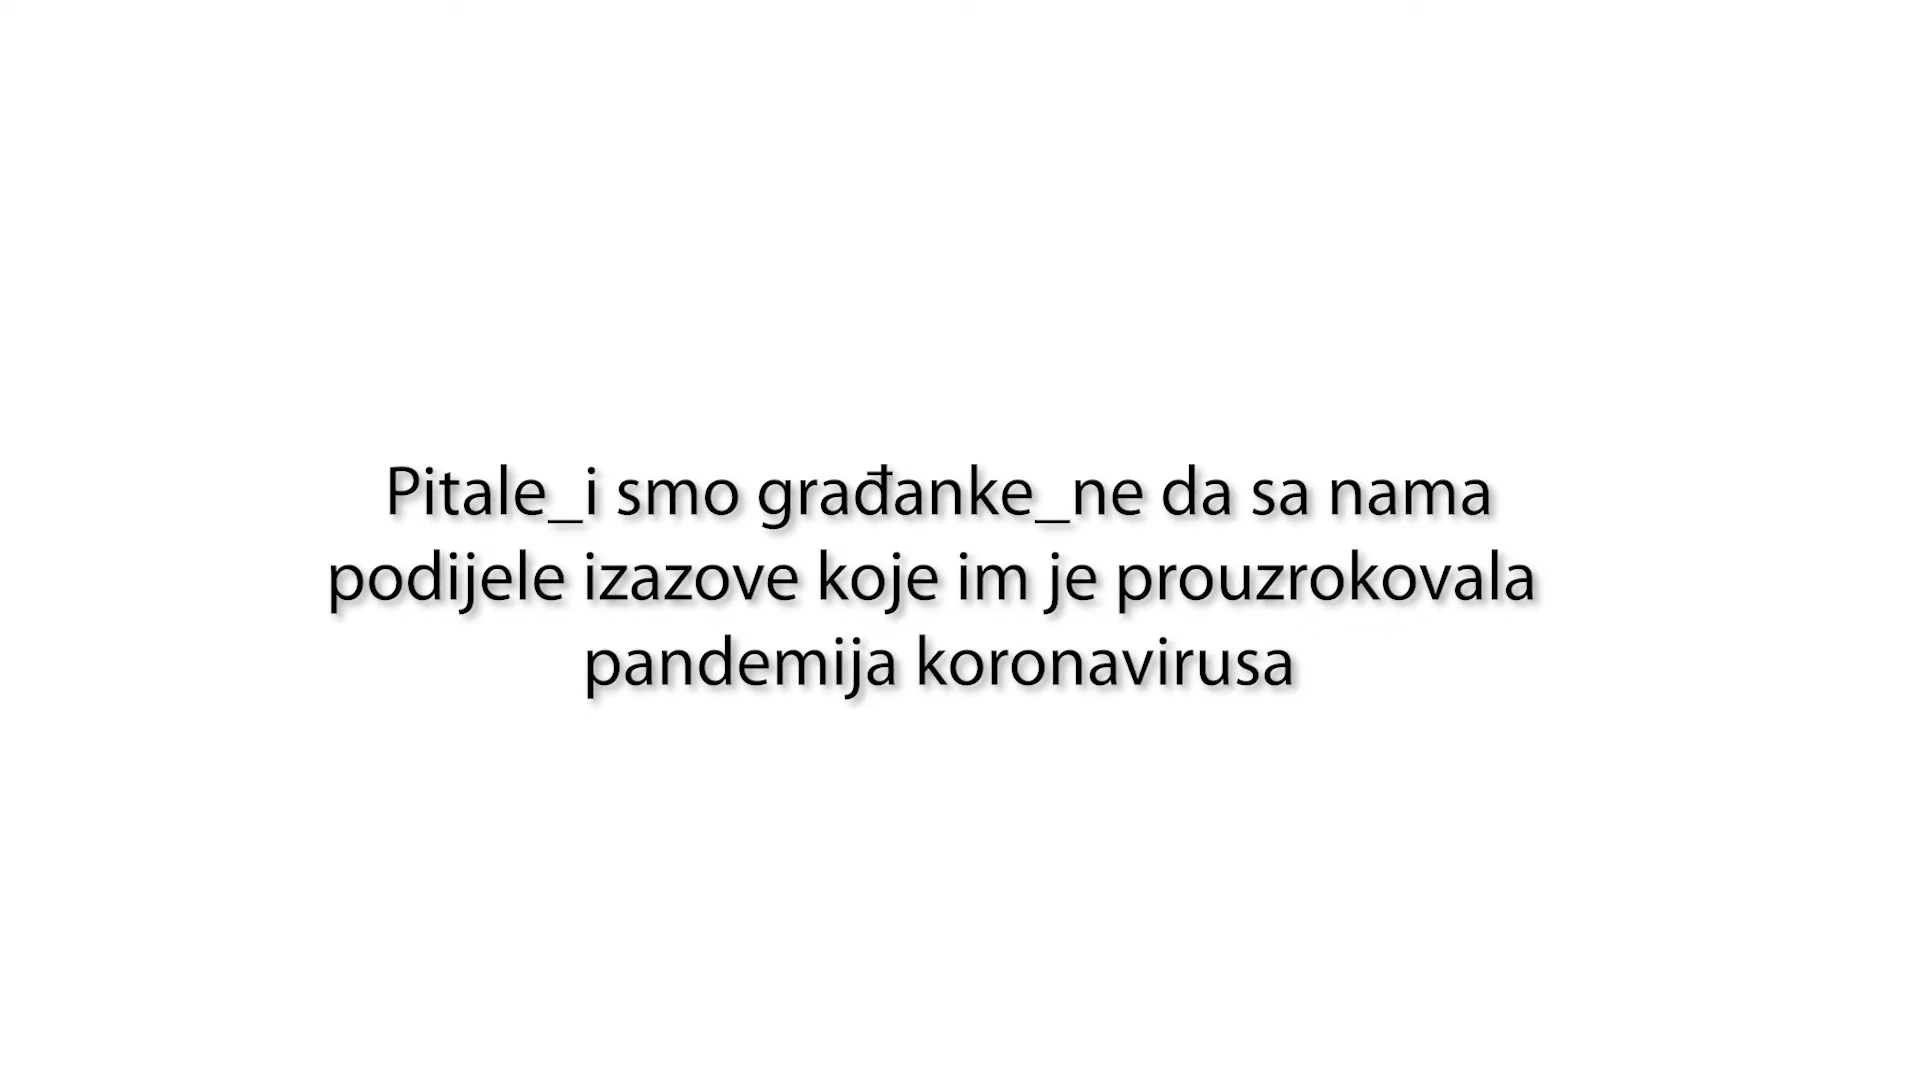 Pitale_i smo građanke_ne da sa nama
podijele izazove koje im je prouzrokovala
pandemija koronavirusa